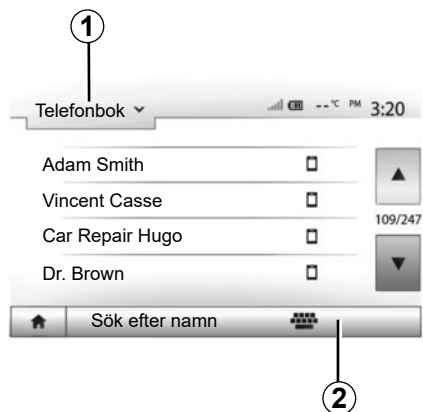 1
Telefonbok
--°C PM 3:20
Adam Smith
Vincent Casse
Car Repair Hugo
109/247
Dr. Brown
Sök efter namn
2